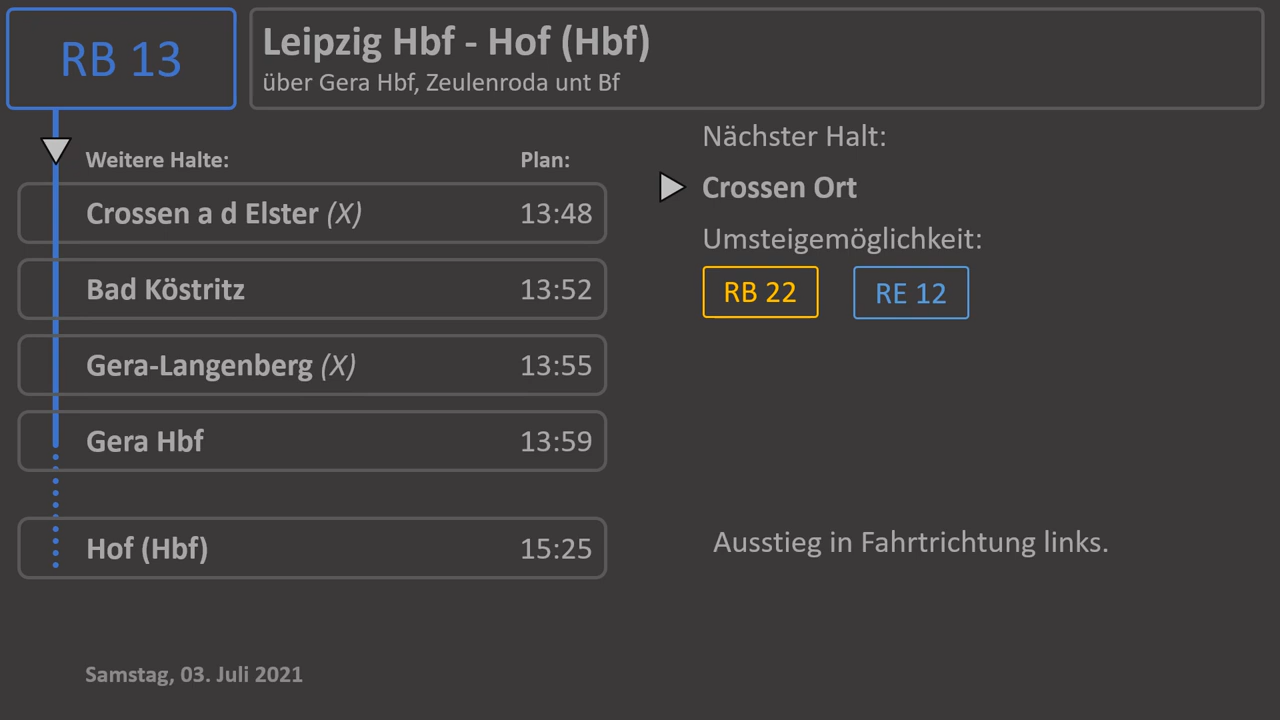 RB 13
Leipzig Hbf - Hof (Hbf)
über Gera Hbf, Zeulenroda unt Bf
Weitere Halte: Plan:
Crossen a d Elster (X) 13:48
Bad Köstritz 13:52
Gera-Langenberg (X) 13:55
Gera Hbf 13:59
Hof (Hbf) 15:25
Nächster Halt:
Crossen Ort
Umsteigemöglichkeit:
RB 22 RE 12
Ausstieg in Fahrtrichtung links.
Samstag, 03. Juli 2021